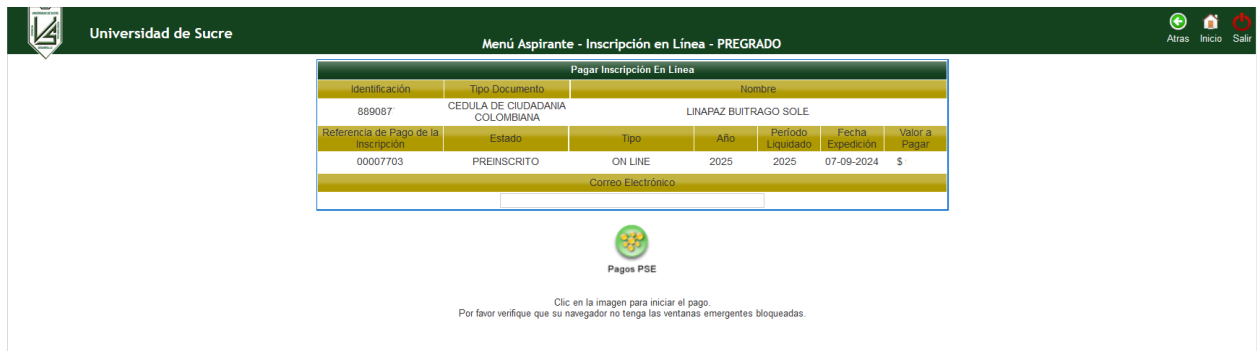 Universidad de Sucre
Menú Aspirante - Inscripción en Línea - PREGRADO
Atras Inicio Salir
Pagar Inscripción En Línea
Identificación Tipo Documento Nombre
889087 CEDULA DE CIUDADANIA COLOMBIANA LINAPAZ BUITRAGO SOLE
Referencia de Pago de la Inscripción Estado Tipo Año Período Liquidado Fecha Expedición Valor a Pagar
00007703 PREINSCRITO ON LINE 2025 2025 07-09-2024 $
Correo Electrónico
Pagos PSE
Clic en la imagen para iniciar el pago.
Por favor verifique que su navegador no tenga las ventanas emergentes bloqueadas.